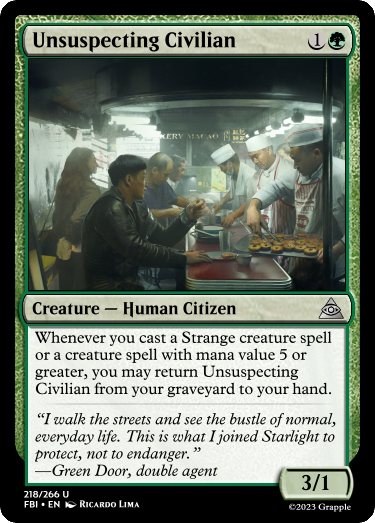 Unsuspecting Civilian 1
KERY MACAO
Creature — Human Citizen
Whenever you cast a Strange creature spell
or a creature spell with mana value 5 or
greater, you may return Unsuspecting
Civilian from your graveyard to your hand.
“I walk the streets and see the bustle of normal,
everyday life. This is what I joined Starlight to
protect, not to endanger.”
—Green Door, double agent
3/1
218/266 U
FBI • EN Ricardo Lima
©2023 Grapple